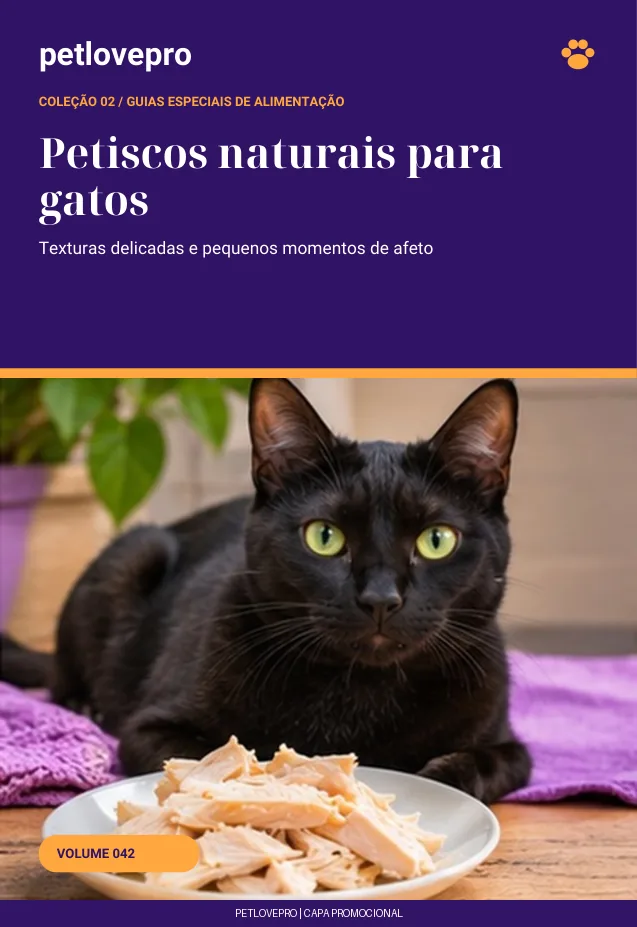 petlovepro
COLEÇÃO 02 / GUIAS ESPECIAIS DE ALIMENTAÇÃO
Petiscos naturais para
gatos
Texturas delicadas e pequenos momentos de afeto
VOLUME 042
PETLOVEPRO | CAPA PROMOCIONAL